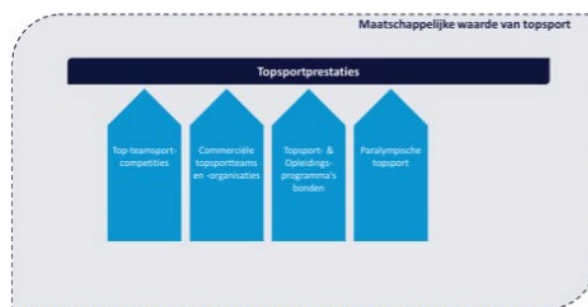 Maatschappelijke waarde van topsport
Topsportprestaties
Top-teamsport-
competities
Commerciële
topsportteams
en -organisaties
Topsport- &
Opleidings-
programma's
bonden
Paralympische
topsport